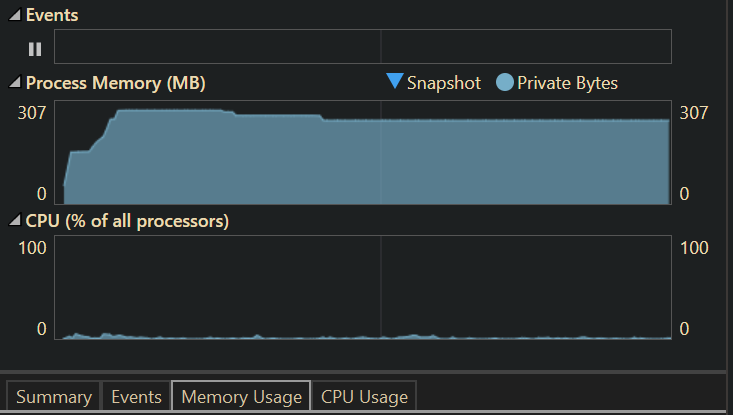 Events
Process Memory (MB) Snapshot Private Bytes
307 307
0 0
CPU (% of all processors)
100 100
0 0
Summary Events Memory Usage CPU Usage